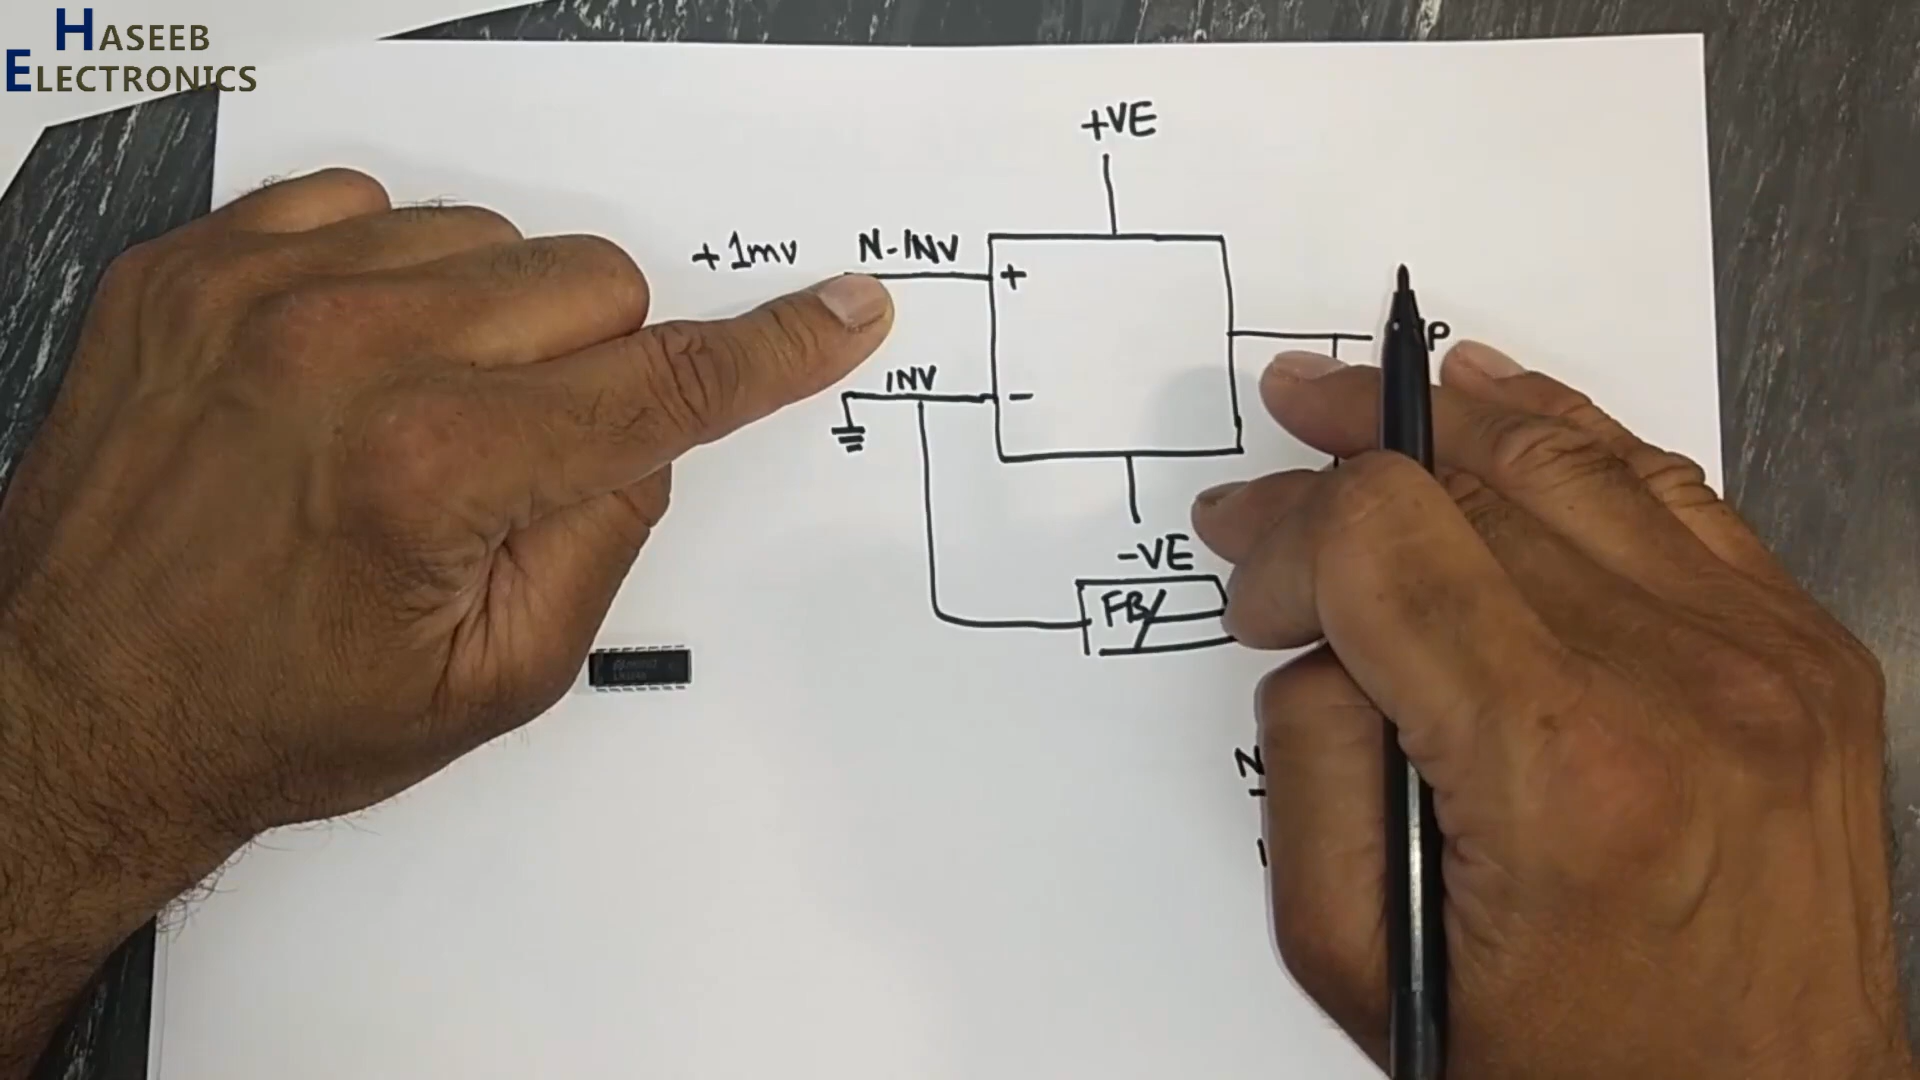 HASEEB
ELECTRONICS
+VE
+1mv N-INV
+
INV
-
-VE
FB